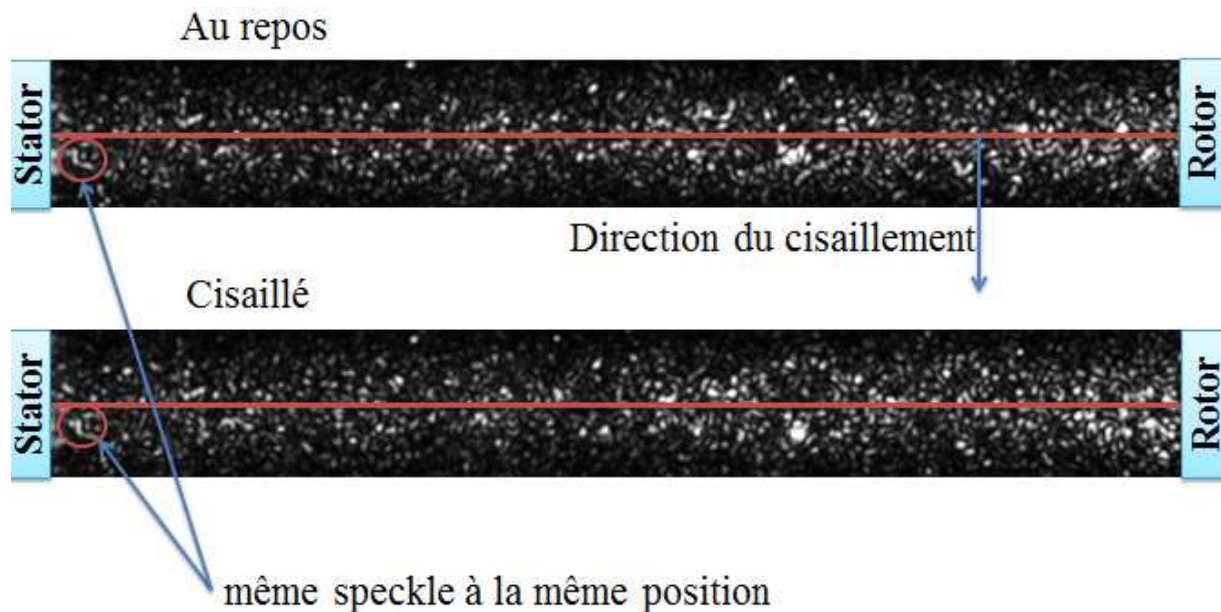 Au repos
Stator
Rotor
Direction du cisaillement
Cisaillé
Stator
Rotor
même speckle à la même position